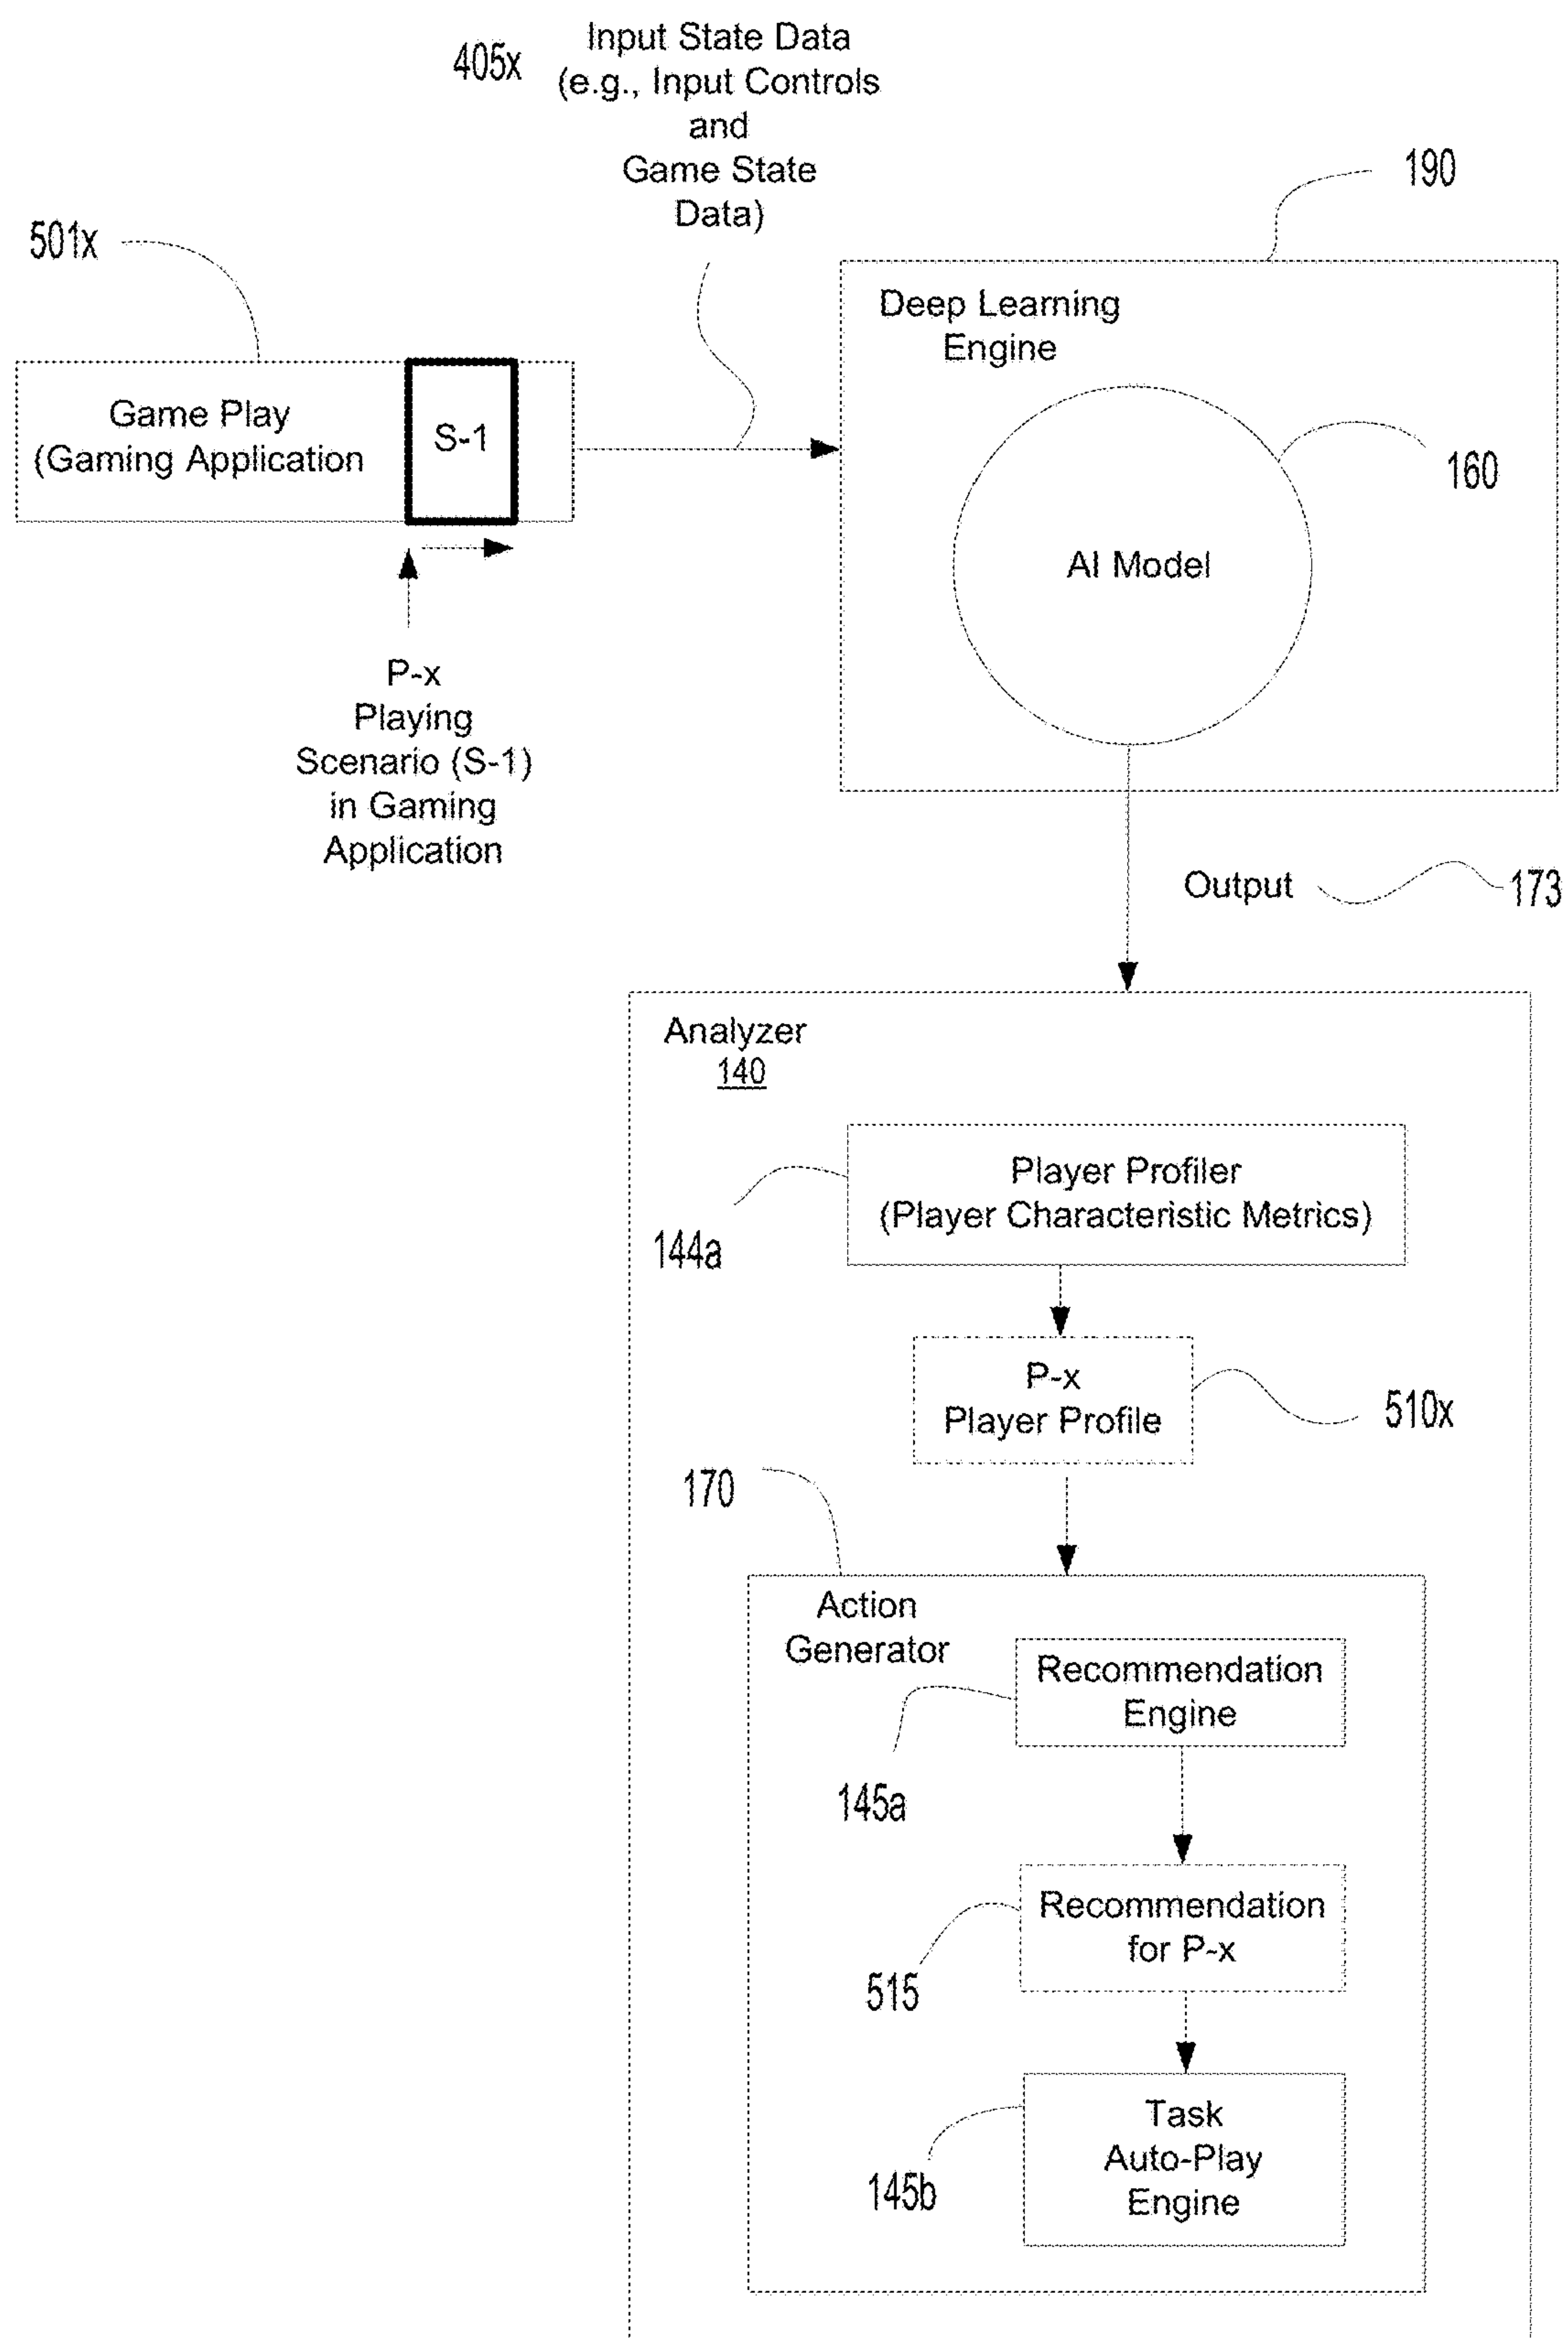 405x
Input State Data
(e.g., Input Controls
and
Game State
Data)
190
501x
Deep Learning
Engine
Game Play
(Gaming Application
S-1
160
AI Model
P-x
Playing
Scenario (S-1)
in Gaming
Application
Output
173
Analyzer
140
Player Profiler
(Player Characteristic Metrics)
144a
P-x
Player Profile
510x
170
Action
Generator
Recommendation
Engine
145a
Recommendation
for P-x
515
Task
Auto-Play
Engine
145b